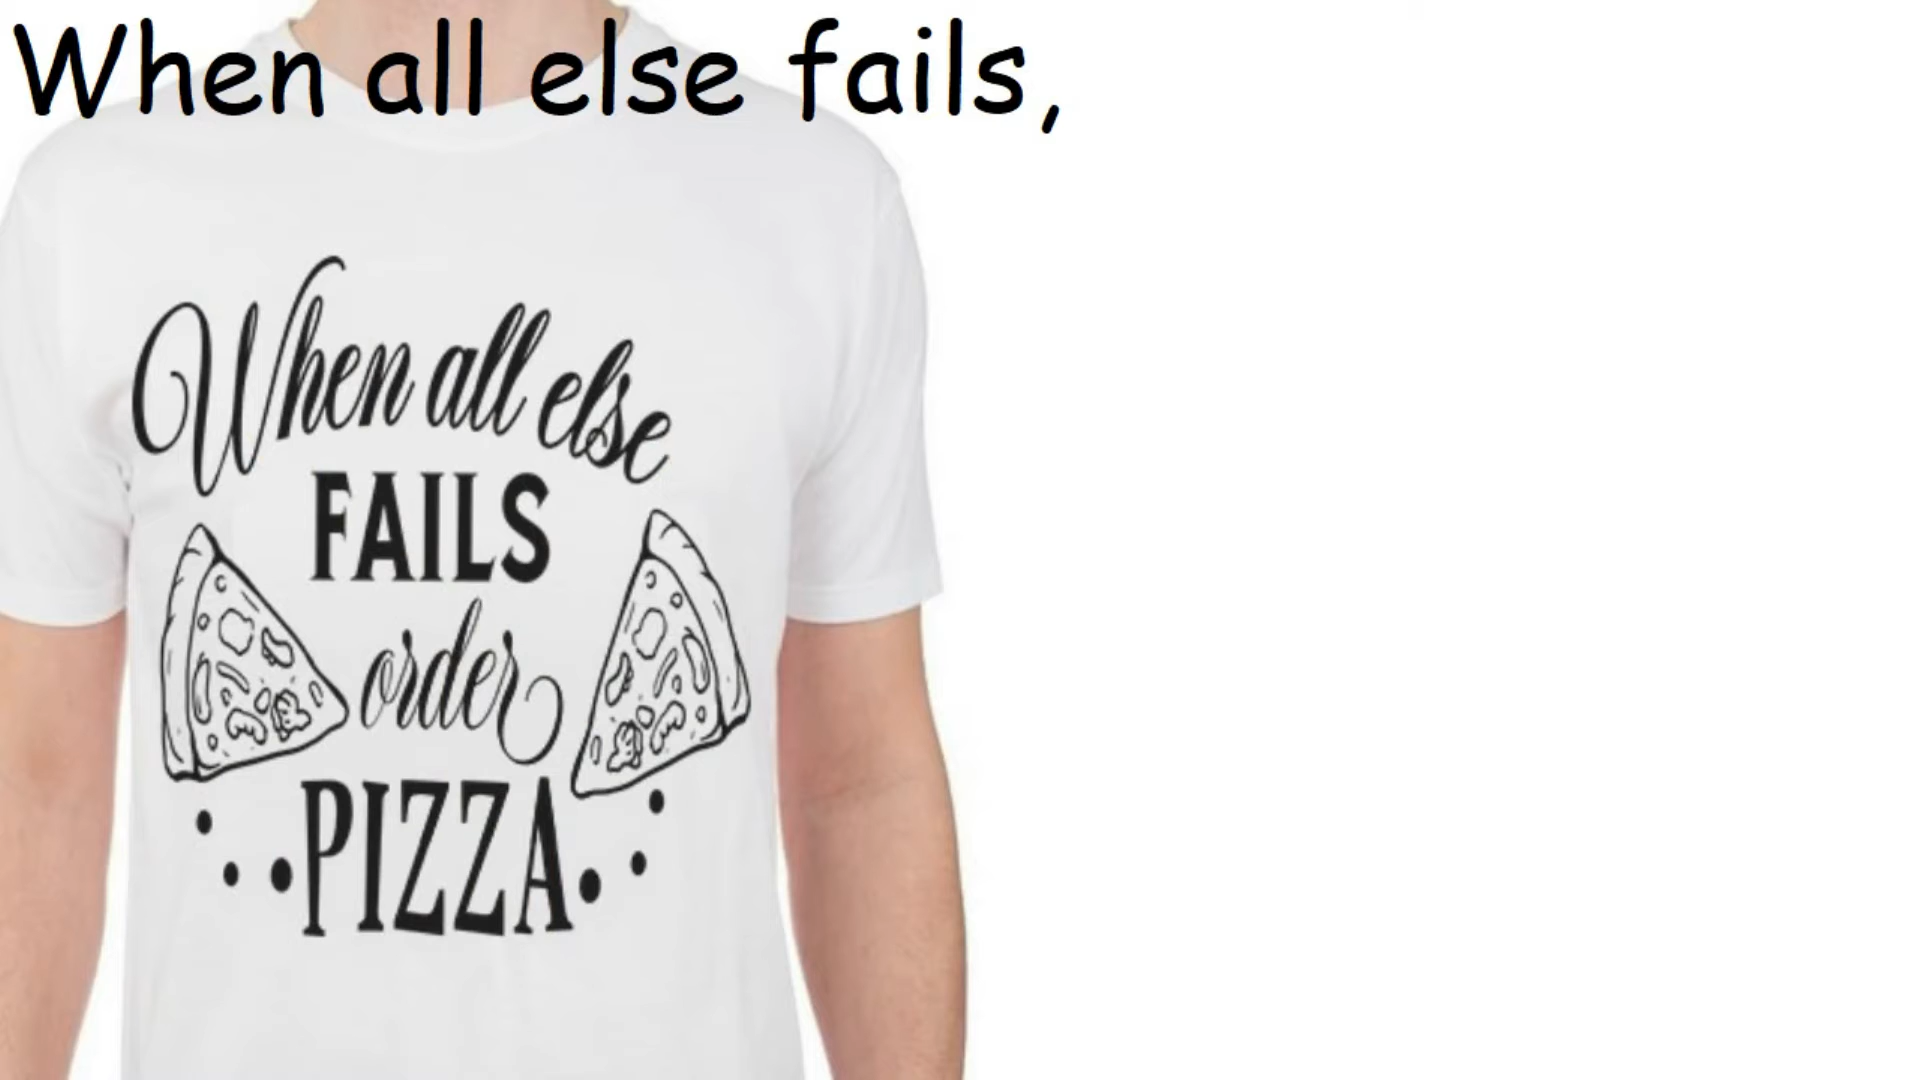 When all else fails,
When all else
FAILS
order
PIZZA